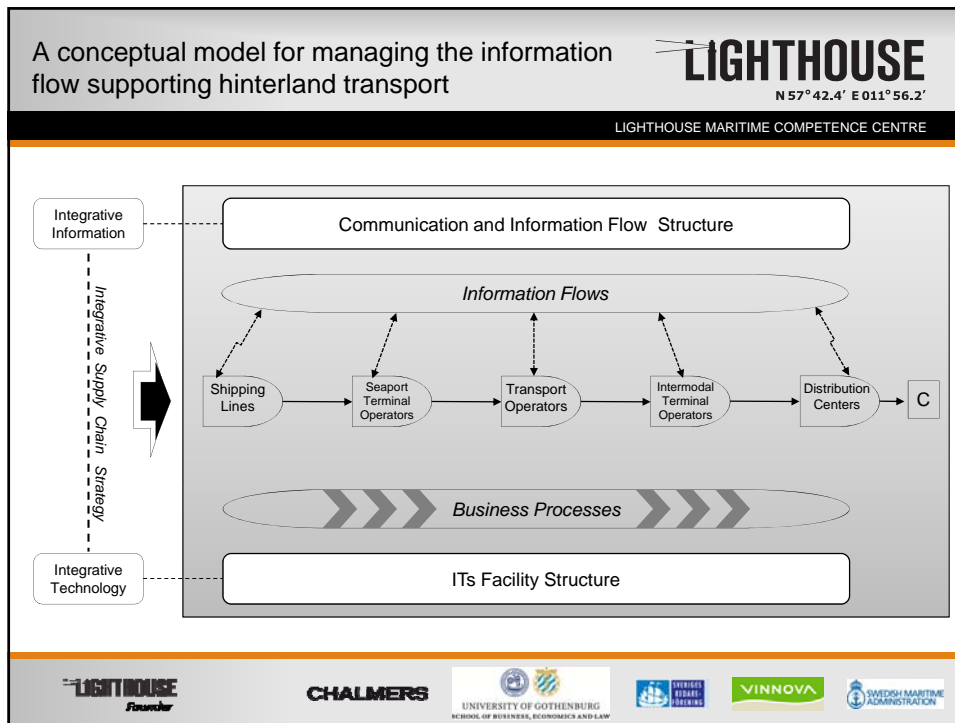 A conceptual model for managing the information
flow supporting hinterland transport
LIGHTHOUSE
N 57° 42.4' E 011° 56.2'
LIGHTHOUSE MARITIME COMPETENCE CENTRE
Integrative
Information
Communication and Information Flow Structure
Information Flows
Integrative Supply Chain Strategy
Shipping
Lines
Seaport
Terminal
Operators
Transport
Operators
Intermodal
Terminal
Operators
Distribution
Centers
C
Business Processes
Integrative
Technology
ITs Facility Structure
LIGHTHOUSE
Founder
CHALMERS
UNIVERSITY OF GOTHENBURG
SCHOOL OF BUSINESS, ECONOMICS AND LAW
SVERIGES
REDARE-
FÖRENING
VINNOVA
SWEDISH MARITIME
ADMINISTRATION